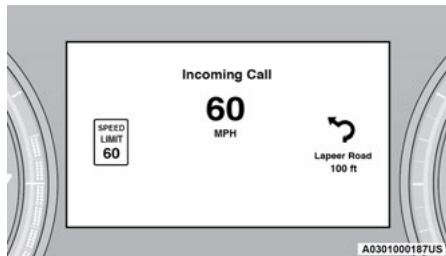 Incoming Call
60
MPH
SPEED
LIMIT
60
Lapeer Road
100 ft
A0301000187US